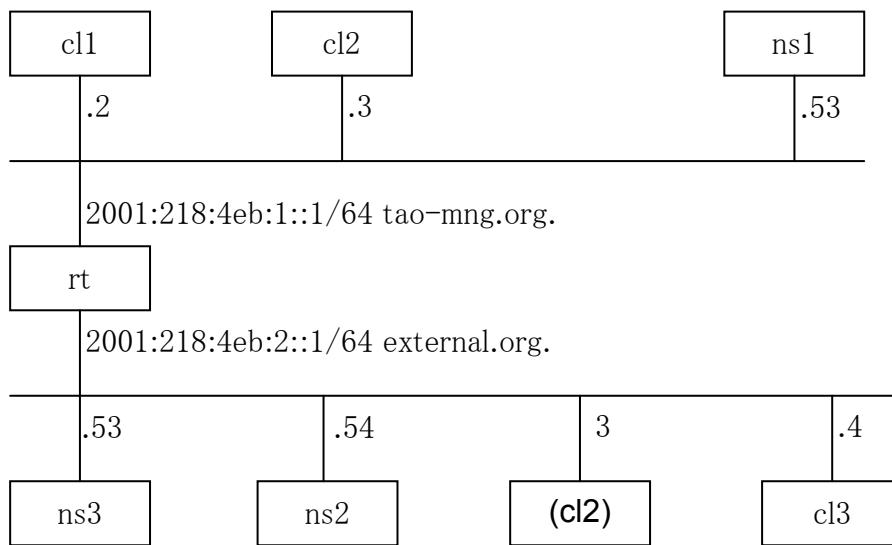 cl1 cl2 ns1
.2 .3 .53
2001:218:4eb:1::1/64 tao-mng.org.
rt
2001:218:4eb:2::1/64 external.org.
.53 .54 3 .4
ns3 ns2 (cl2) cl3